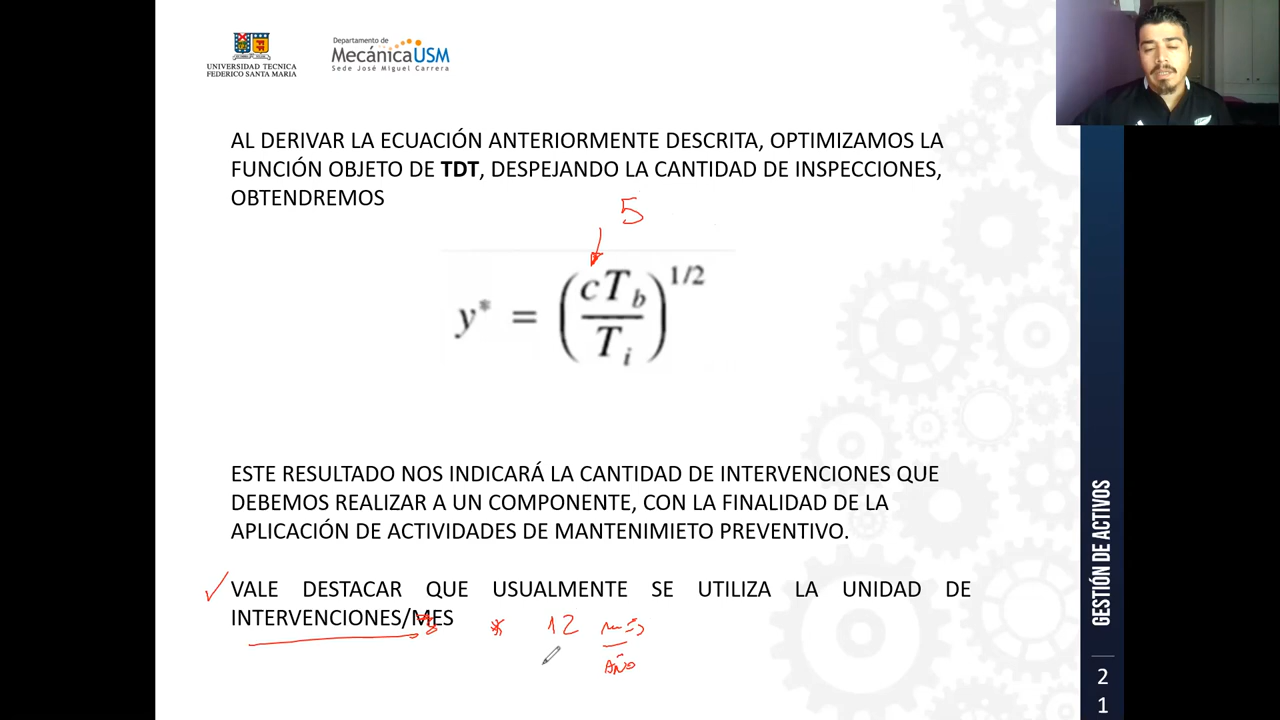 UNIVERSIDAD TECNICA
FEDERICO SANTA MARIA
Departamento de
MecánicaUSM
Sede José Miguel Carrera
AL DERIVAR LA ECUACIÓN ANTERIORMENTE DESCRITA, OPTIMIZAMOS LA
FUNCIÓN OBJETO DE TDT, DESPEJANDO LA CANTIDAD DE INSPECCIONES,
OBTENDREMOS
5
y* = (cT_b/T_i)^1/2
ESTE RESULTADO NOS INDICARÁ LA CANTIDAD DE INTERVENCIONES QUE
DEBEMOS REALIZAR A UN COMPONENTE, CON LA FINALIDAD DE LA
APLICACIÓN DE ACTIVIDADES DE MANTENIMIETO PREVENTIVO.
VALE DESTACAR QUE USUALMENTE SE UTILIZA LA UNIDAD DE
INTERVENCIONES/MES
* 12
AÑO
GESTIÓN DE ACTIVOS
2
1